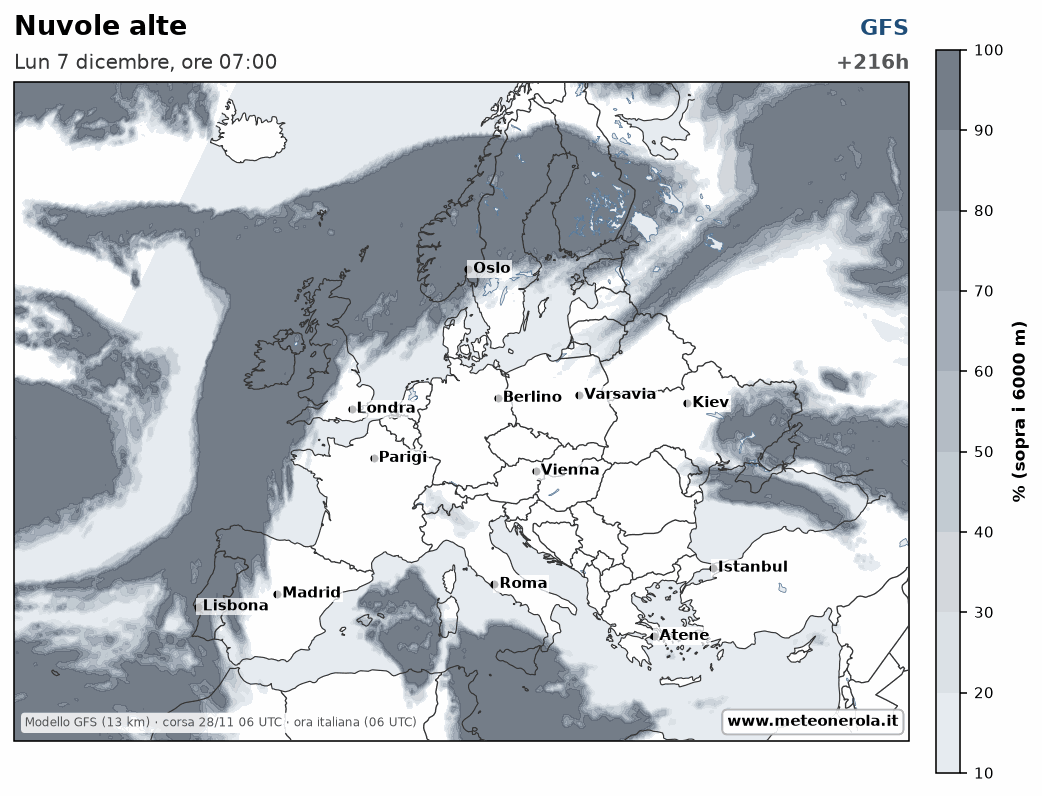 Nuvole alte
GFS
Lun 7 dicembre, ore 07:00
+216h
100
90
80
70
60
50
40
30
20
10
% (sopra i 6000 m)
Oslo
Londra
Berlino
Varsavia
Kiev
Parigi
Vienna
Istanbul
Roma
Madrid
Lisbona
Atene
Modello GFS (13 km) · corsa 28/11 06 UTC · ora italiana (06 UTC)
www.meteonerola.it